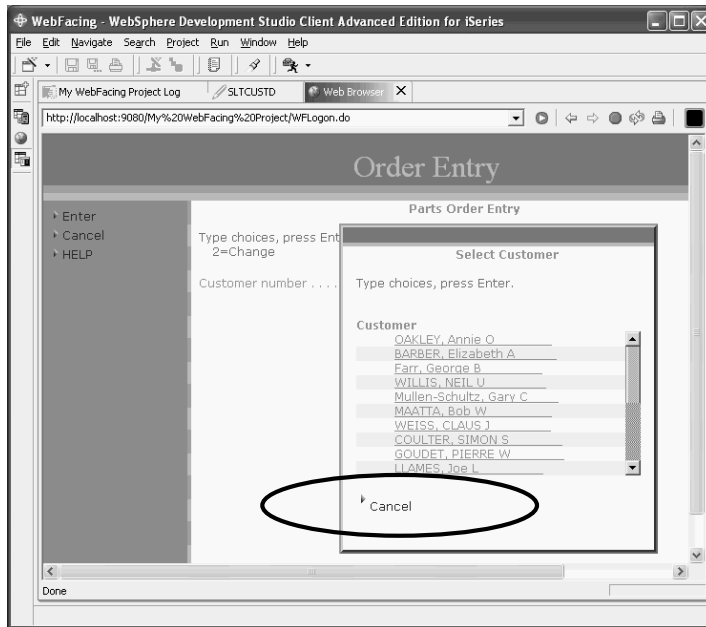 WebFacing - WebSphere Development Studio Client Advanced Edition for iSeries
File Edit Navigate Search Project Run Window Help
My WebFacing Project Log SLTCUSTD Web Browser
http://localhost:9080/My%20WebFacing%20Project/WFLogon.do
Order Entry
Enter
Cancel
HELP
Parts Order Entry
Type choices, press Ent
2=Change
Customer number . . . .
Select Customer
Type choices, press Enter.
Customer
OAKLEY, Annie O
BARBER, Elizabeth A
Farr, George B
WILLIS, NEIL U
Mullen-Schultz, Gary C
MAATTA, Bob W
WEISS, CLAUS J
COULTER, SIMON S
GOUDET, PIERRE W
LLAMES, Joe L
Cancel
Done